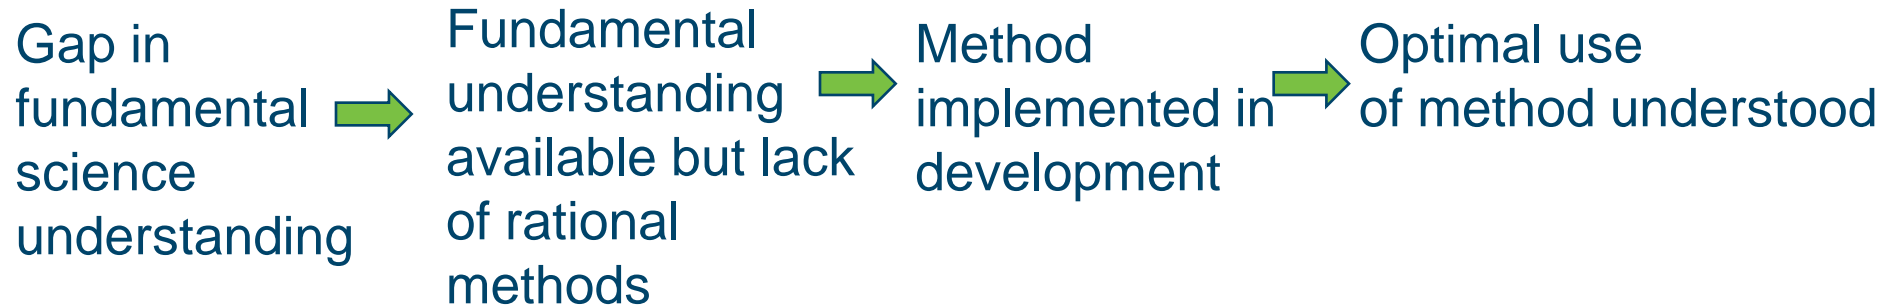 Gap in
fundamental
science
understanding
Fundamental
understanding
available but lack
of rational
methods
Method
implemented in
development
Optimal use
of method understood